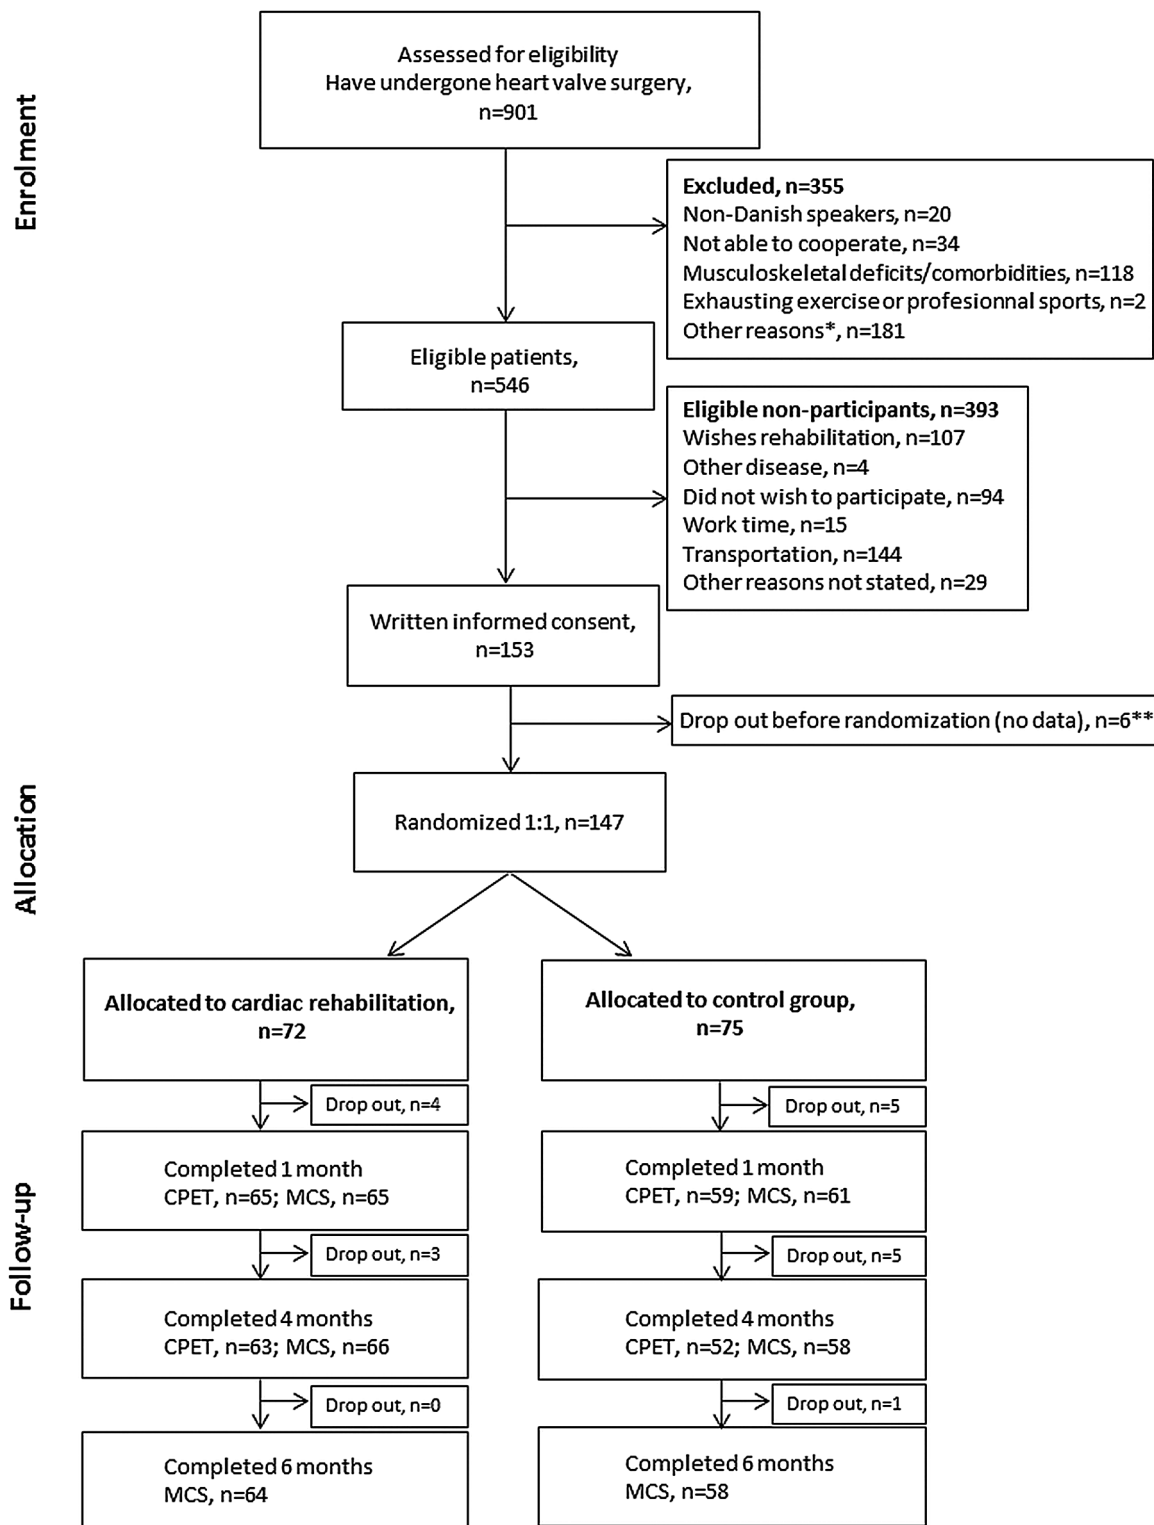 Enrolment
Assessed for eligibility
Have undergone heart valve surgery,
n=901
Excluded, n=355
Non-Danish speakers, n=20
Not able to cooperate, n=34
Musculoskeletal deficits/comorbidities, n=118
Exhausting exercise or profesionnal sports, n=2
Other reasons*, n=181
Eligible patients,
n=546
Eligible non-participants, n=393
Wishes rehabilitation, n=107
Other disease, n=4
Did not wish to participate, n=94
Work time, n=15
Transportation, n=144
Other reasons not stated, n=29
Written informed consent,
n=153
Drop out before randomization (no data), n=6**
Allocation
Randomized 1:1, n=147
Allocated to cardiac rehabilitation,
n=72
Allocated to control group,
n=75
Follow-up
Drop out, n=4
Drop out, n=5
Completed 1 month
CPET, n=65; MCS, n=65
Completed 1 month
CPET, n=59; MCS, n=61
Drop out, n=3
Drop out, n=5
Completed 4 months
CPET, n=63; MCS, n=66
Completed 4 months
CPET, n=52; MCS, n=58
Drop out, n=0
Drop out, n=1
Completed 6 months
MCS, n=64
Completed 6 months
MCS, n=58